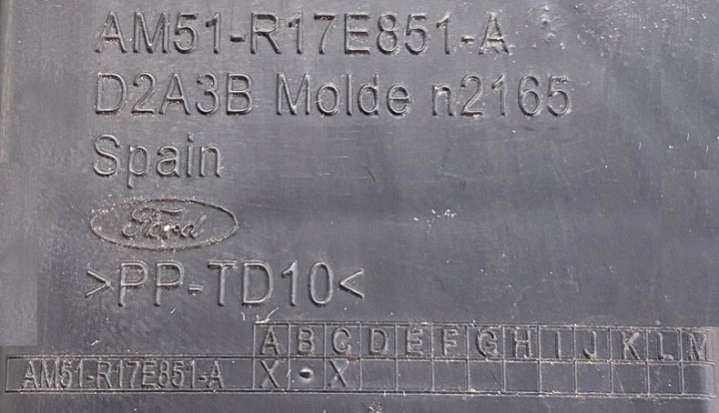 AM51-R17E851-A
D2A3B Molde n2165
Spain
Ford
>PP-TD10<
A B C D E F G H I J K L M
AM51-R17E851-A X - X